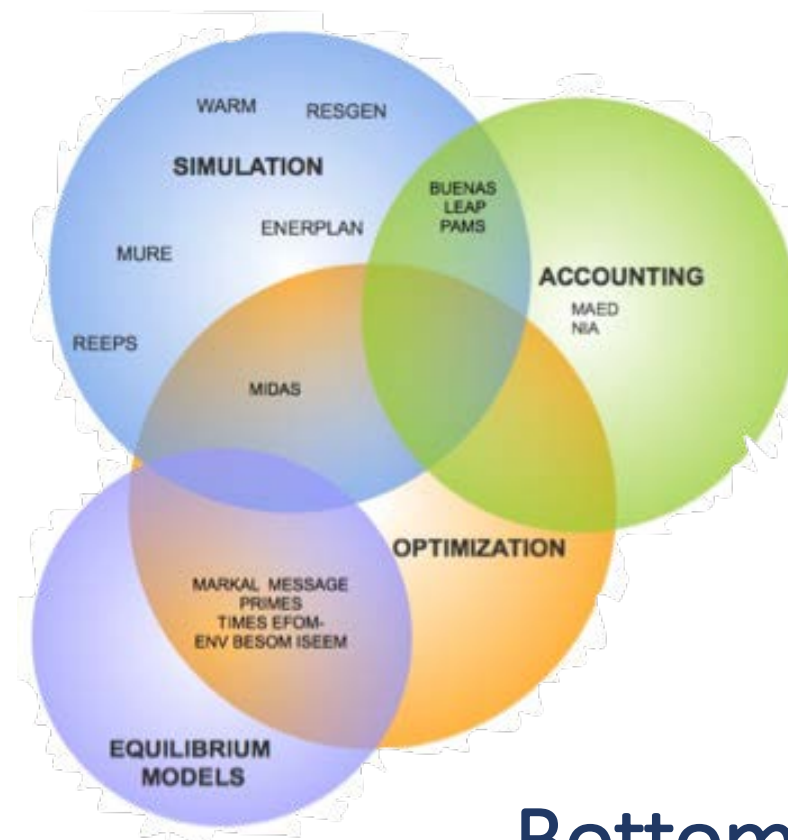 WARM RESGEN
SIMULATION
BUENAS
LEAP
PAMS
ENERPLAN
MURE
ACCOUNTING
MAED
NIA
REEPS
MIDAS
OPTIMIZATION
MARKAL MESSAGE
PRIMES
TIMES EFOM-
ENV BESOM ISEEM
EQUILIBRIUM
MODELS
Bottom